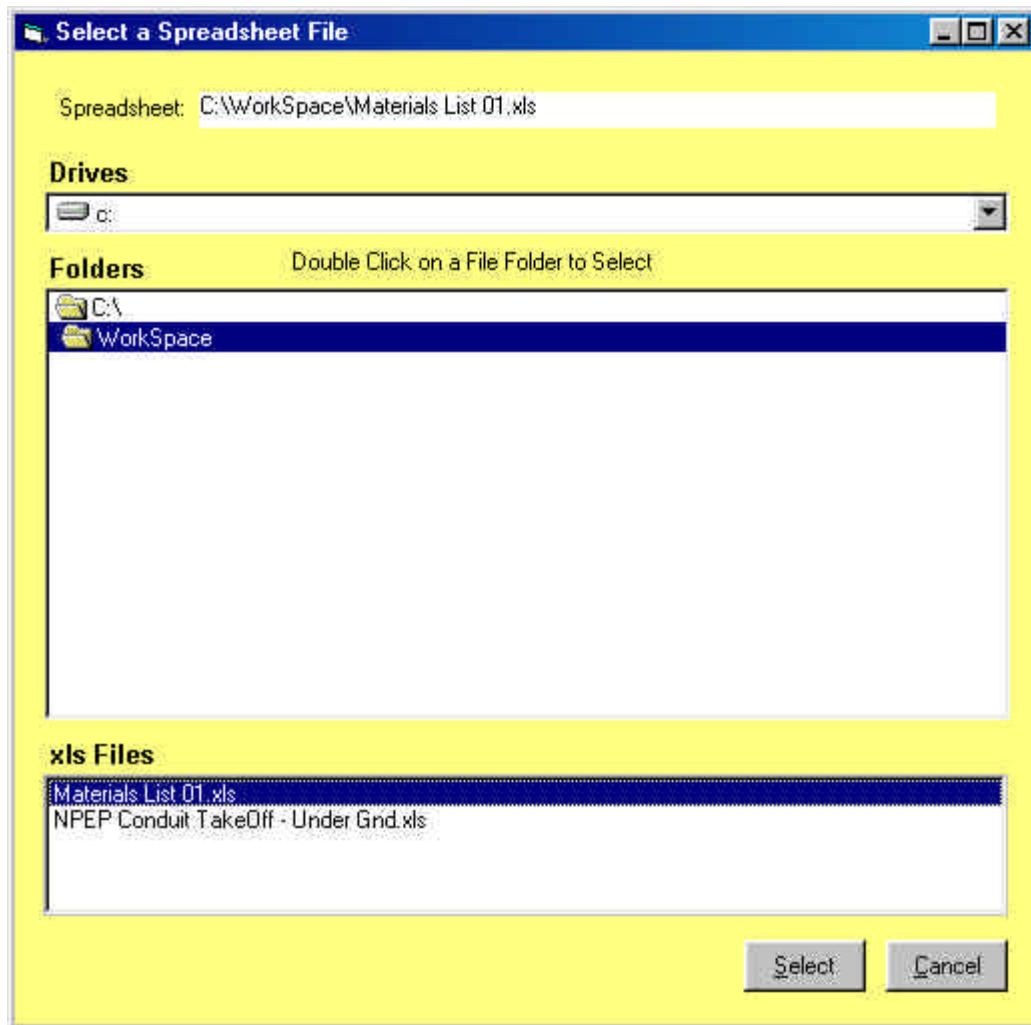 Select a Spreadsheet File
Spreadsheet: C:\WorkSpace\Materials List 01.xls
Drives
c:
Folders Double Click on a File Folder to Select
C:\
WorkSpace
xls Files
Materials List 01.xls
NPEP Conduit TakeOff - Under Gnd.xls
Select Cancel